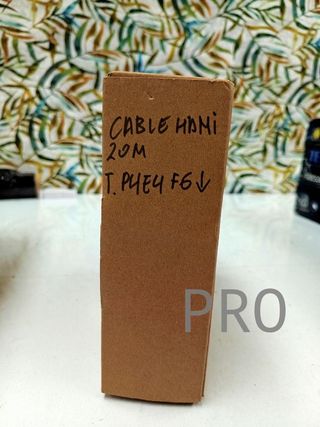 CABLE HDMi
20M
T. P4E4 F6↓
PRO